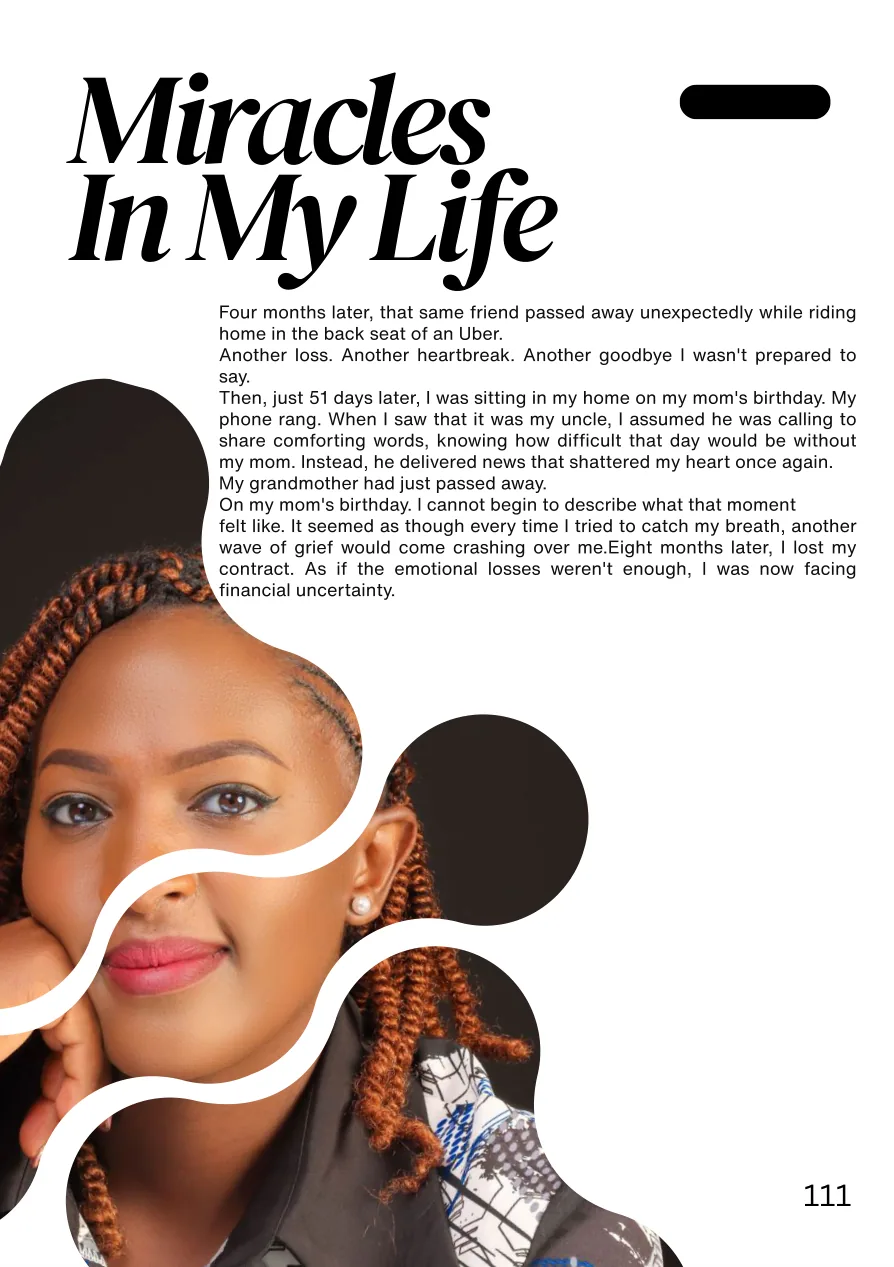 Miracles
In My Life
Four months later, that same friend passed away unexpectedly while riding
home in the back seat of an Uber.
Another loss. Another heartbreak. Another goodbye I wasn't prepared to
say.
Then, just 51 days later, I was sitting in my home on my mom's birthday. My
phone rang. When I saw that it was my uncle, I assumed he was calling to
share comforting words, knowing how difficult that day would be without
my mom. Instead, he delivered news that shattered my heart once again.
My grandmother had just passed away.
On my mom's birthday. I cannot begin to describe what that moment
felt like. It seemed as though every time I tried to catch my breath, another
wave of grief would come crashing over me.Eight months later, I lost my
contract. As if the emotional losses weren't enough, I was now facing
financial uncertainty.
111